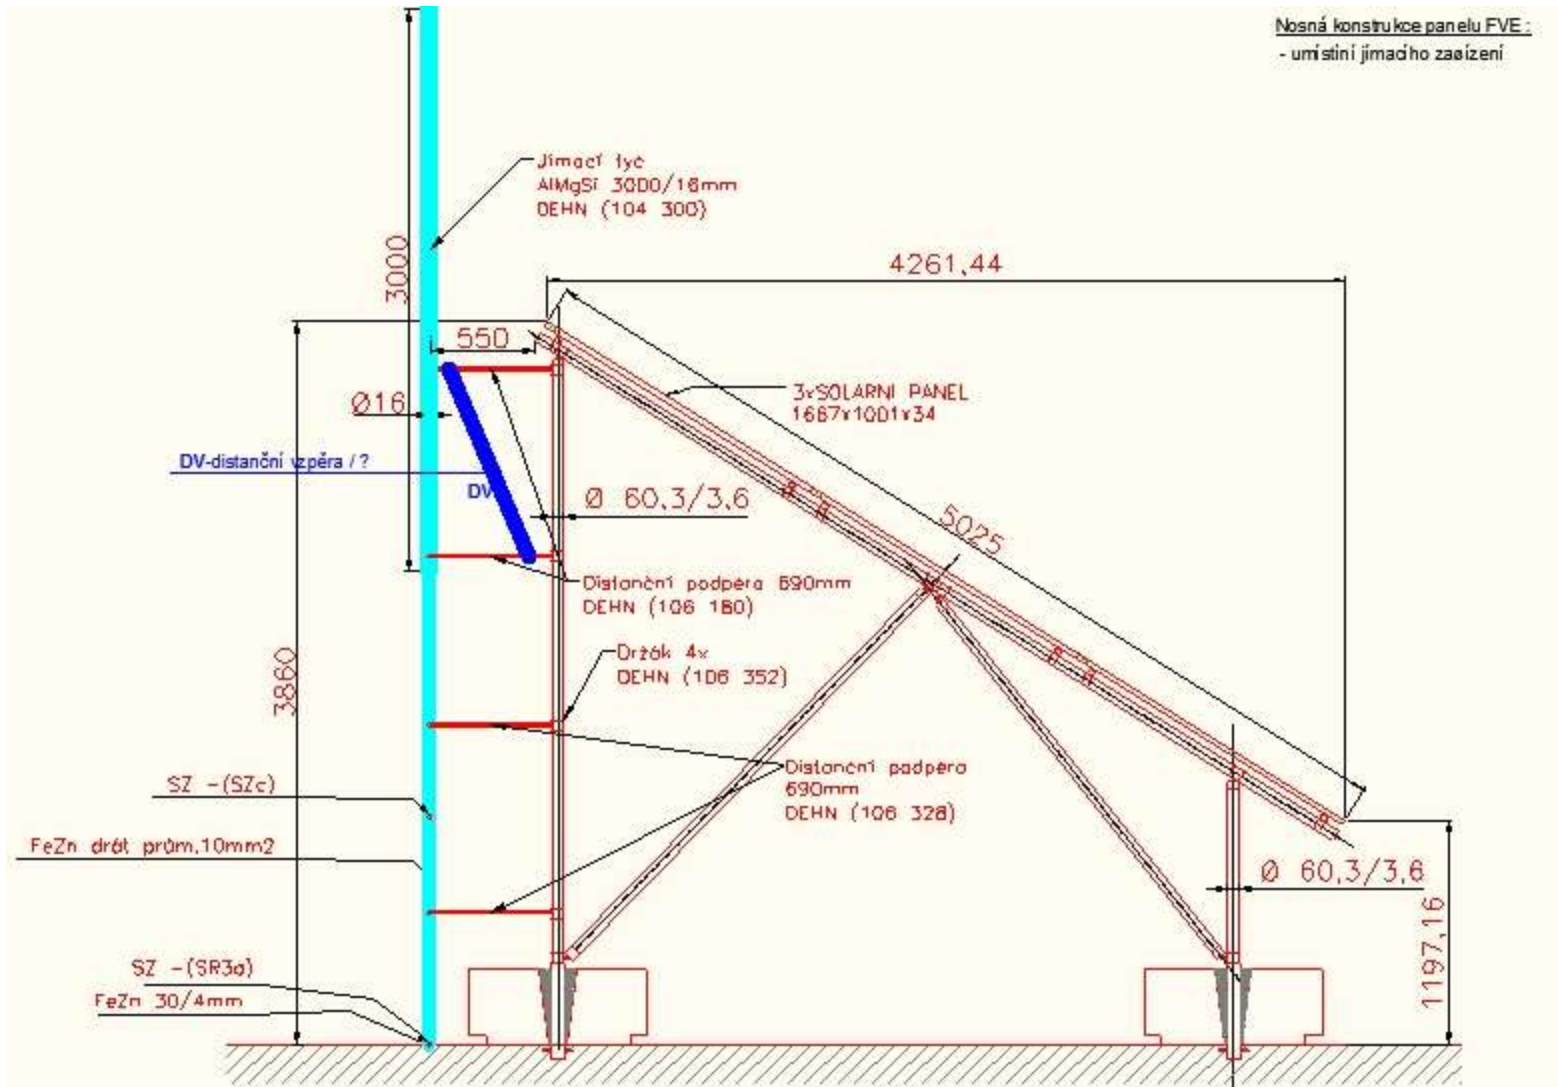 Nosná konstrukce panelu FVE :
- umístiní jímacího zaøízení
Jímací tyč
AlMgSi 3000/16mm
DEHN (104 300)
3000
4261,44
550
Ø16
3xSOLARNI PANEL
1667x1001x34
DV-distanční vzpěra / ?
DV
Ø 60,3/3,6
5025
Distanční podpěra 690mm
DEHN (106 180)
Držák 4x
DEHN (106 352)
3860
Distanční podpěra
690mm
DEHN (106 328)
SZ -(SZc)
FeZn drát prům.10mm2
Ø 60,3/3,6
1197,16
SZ -(SR3a)
FeZn 30/4mm